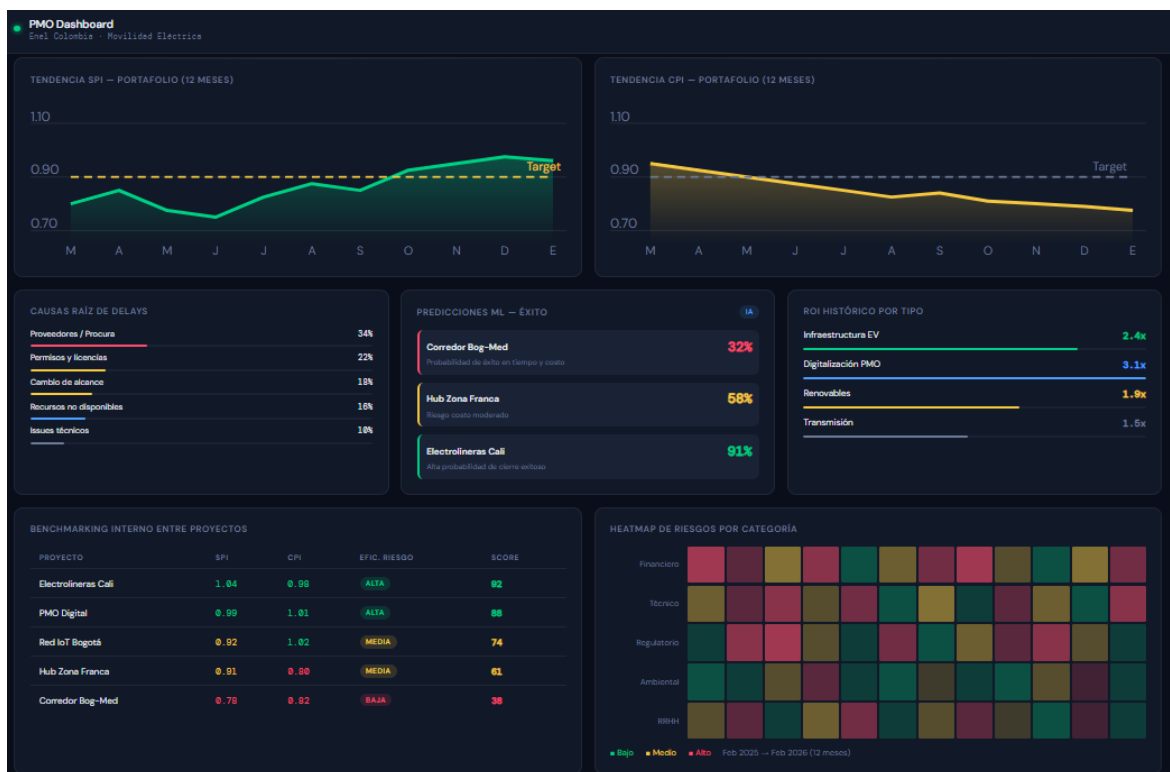 PMO Dashboard
Enel Colombia · Movilidad Eléctrica
TENDENCIA SPI — PORTAFOLIO (12 MESES)
1.10
0.90
Target
0.70
M A M J J A S O N D E
TENDENCIA CPI — PORTAFOLIO (12 MESES)
1.10
0.90
Target
0.70
M A M J J A S O N D E
CAUSAS RAÍZ DE DELAYS
Proveedores / Procura 34%
Permisos y licencias 22%
Cambio de alcance 18%
Recursos no disponibles 16%
Issues técnicos 10%
PREDICCIONES ML — ÉXITO IA
Corredor Bog-Med 32%
Probabilidad de éxito en tiempo y costo
Hub Zona Franca 58%
Riesgo costo moderado
Electrolineras Cali 91%
Alta probabilidad de cierre exitoso
ROI HISTÓRICO POR TIPO
Infraestructura EV 2.4x
Digitalización PMO 3.1x
Renovables 1.9x
Transmisión 1.5x
BENCHMARKING INTERNO ENTRE PROYECTOS
PROYECTO SPI CPI EFIC. RIESGO SCORE
Electrolineras Cali 1.04 0.98 ALTA 92
PMO Digital 0.99 1.01 ALTA 88
Red IoT Bogotá 0.92 1.02 MEDIA 74
Hub Zona Franca 0.91 0.80 MEDIA 61
Corredor Bog-Med 0.78 0.82 BAJA 38
HEATMAP DE RIESGOS POR CATEGORÍA
Financiero
Técnico
Regulatorio
Ambiental
RRHH
Bajo Medio Alto Feb 2025 → Feb 2026 (12 meses)